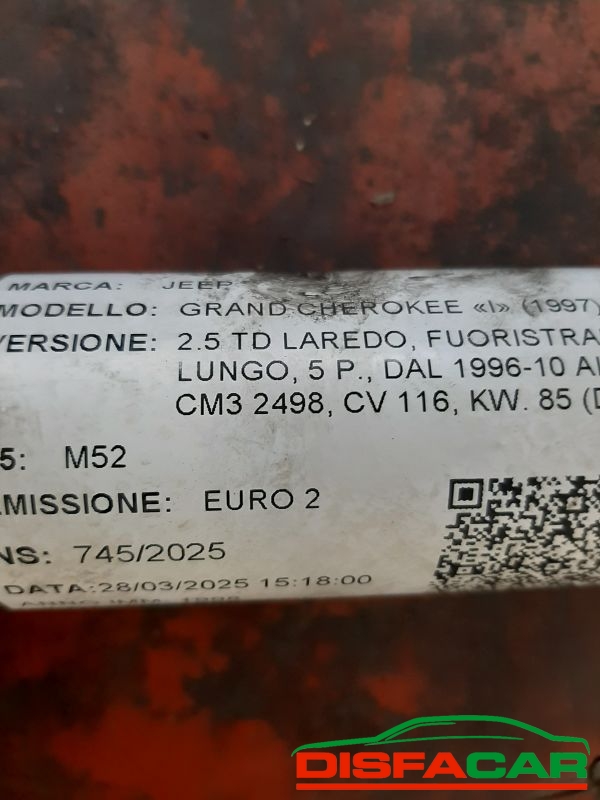 MARCA: JEEP
MODELLO: GRAND CHEROKEE «I» (1997)
VERSIONE: 2.5 TD LAREDO, FUORISTRA
LUNGO, 5 P., DAL 1996-10 A
CM3 2498, CV 116, KW. 85 (D
5: M52
MISSIONE: EURO 2
NS: 745/2025
DATA:28/03/2025 15:18:00
DISFACAR